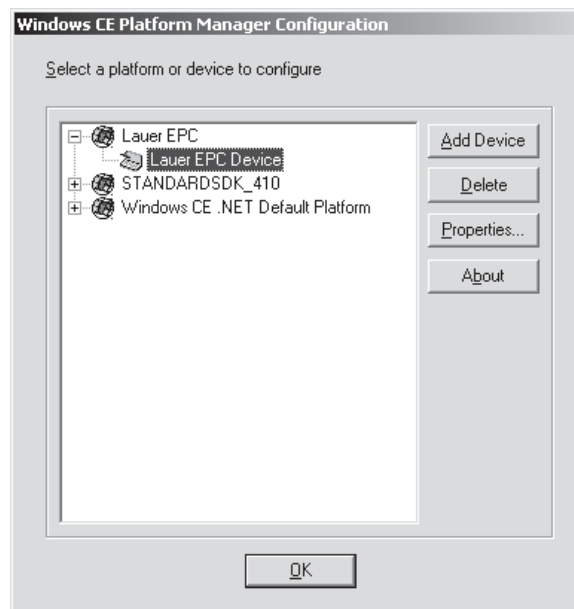 Windows CE Platform Manager Configuration
Select a platform or device to configure
Lauer EPC
Lauer EPC Device
STANDARDSDK_410
Windows CE .NET Default Platform
Add Device
Delete
Properties...
About
OK